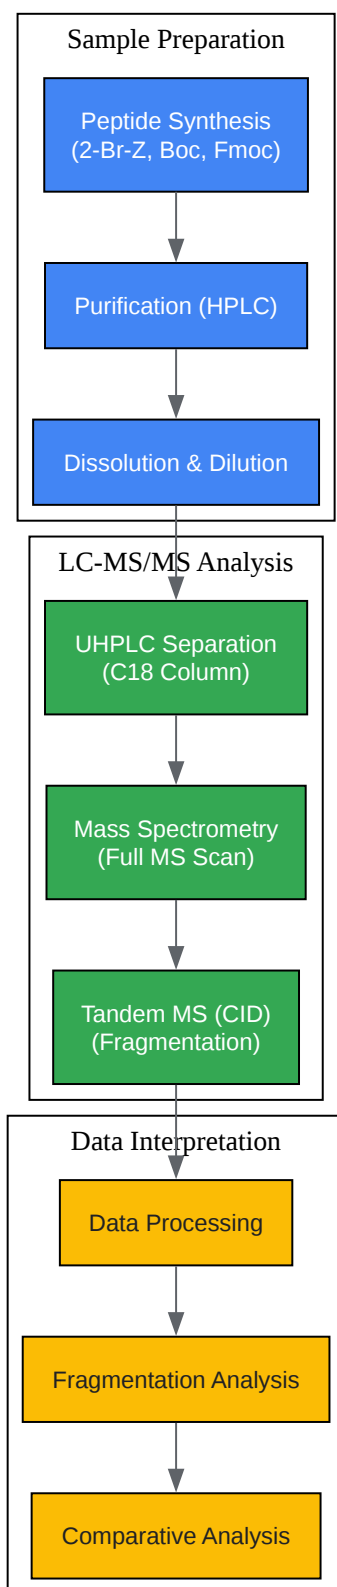 Sample Preparation
Peptide Synthesis
(2-Br-Z, Boc, Fmoc)
Purification (HPLC)
Dissolution & Dilution
LC-MS/MS Analysis
UHPLC Separation
(C18 Column)
Mass Spectrometry
(Full MS Scan)
Tandem MS (CID)
(Fragmentation)
Data Interpretation
Data Processing
Fragmentation Analysis
Comparative Analysis